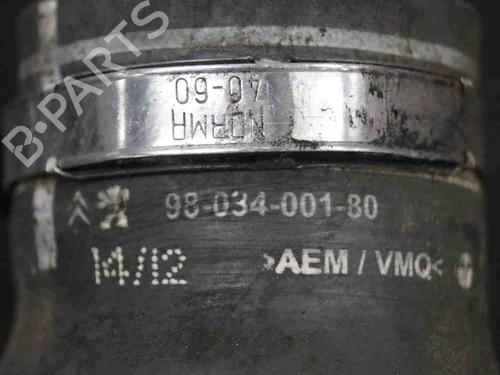 B-PARTS
40-60
NORMA
98-034-001-80
14/12
>AEM / VMQ<